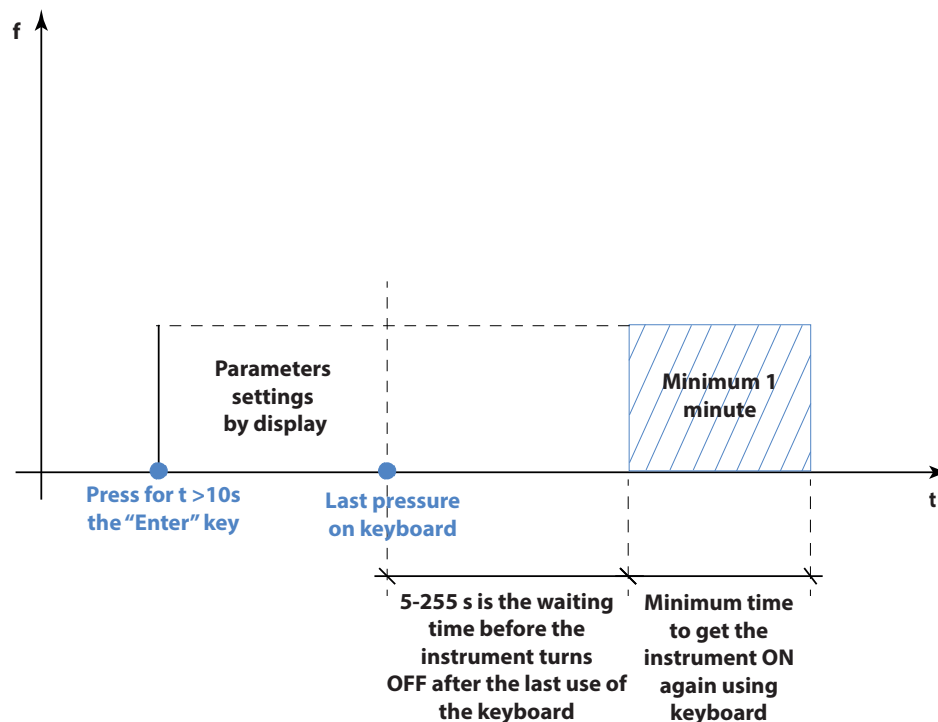 f
Parameters
settings
by display
Minimum 1
minute
t
Press for t >10s
the “Enter” key
Last pressure
on keyboard
5-255 s is the waiting
time before the
instrument turns
OFF after the last use of
the keyboard
Minimum time
to get the
instrument ON
again using
keyboard